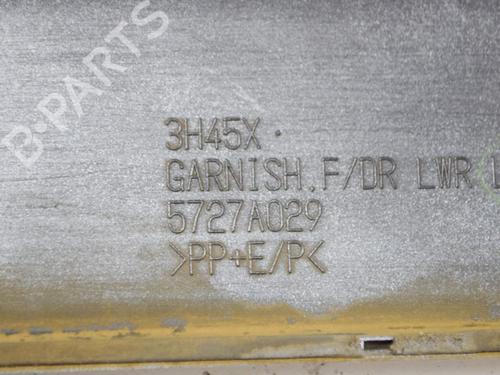 B-PARTS
3H45X
GARNISH, F/DR LWR L
5727A029
>PP+E/P<